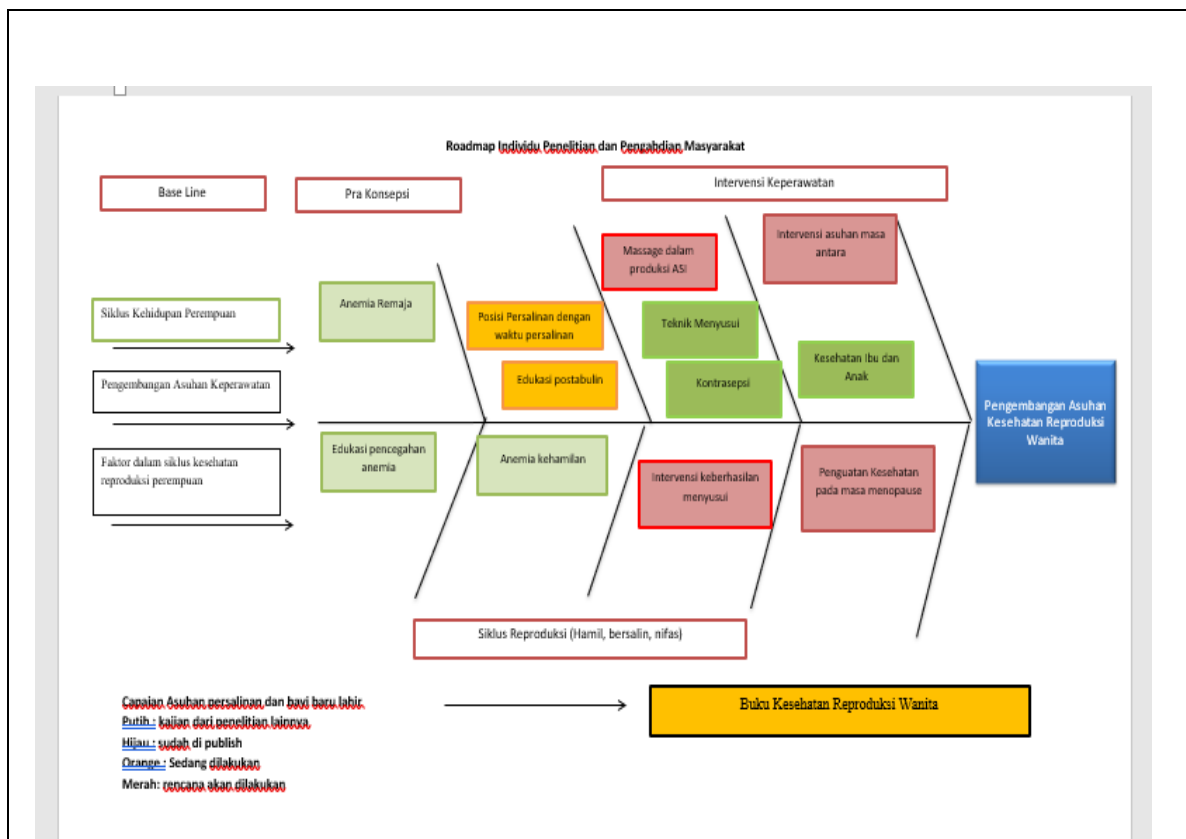 Roadmap Individu Penelitian dan Pengabdian Masyarakat
Base Line
Pra Konsepsi
Intervensi Keperawatan
Siklus Kehidupan Perempuan
Pengembangan Asuhan Keperawatan
Faktor dalam siklus kesehatan
reproduksi perempuan
Anemia Remaja
Edukasi pencegahan
anemia
Posisi Persalinan dengan
waktu persalinan
Edukasi postabulin
Anemia kehamilan
Massage dalam
produksi ASI
Teknik Menyusui
Kontrasepsi
Intervensi keberhasilan
menyusui
Intervensi asuhan masa
antara
Kesehatan Ibu dan
Anak
Penguatan Kesehatan
pada masa menopause
Pengembangan Asuhan
Kesehatan Reproduksi
Wanita
Siklus Reproduksi (Hamil, bersalin, nifas)
Capaian Asuhan persalinan dan bayi baru lahir
Putih : kajian dari penelitian lainnya
Hijau : sudah di publish
Orange : Sedang dilakukan
Merah: rencana akan dilakukan
Buku Kesehatan Reproduksi Wanita